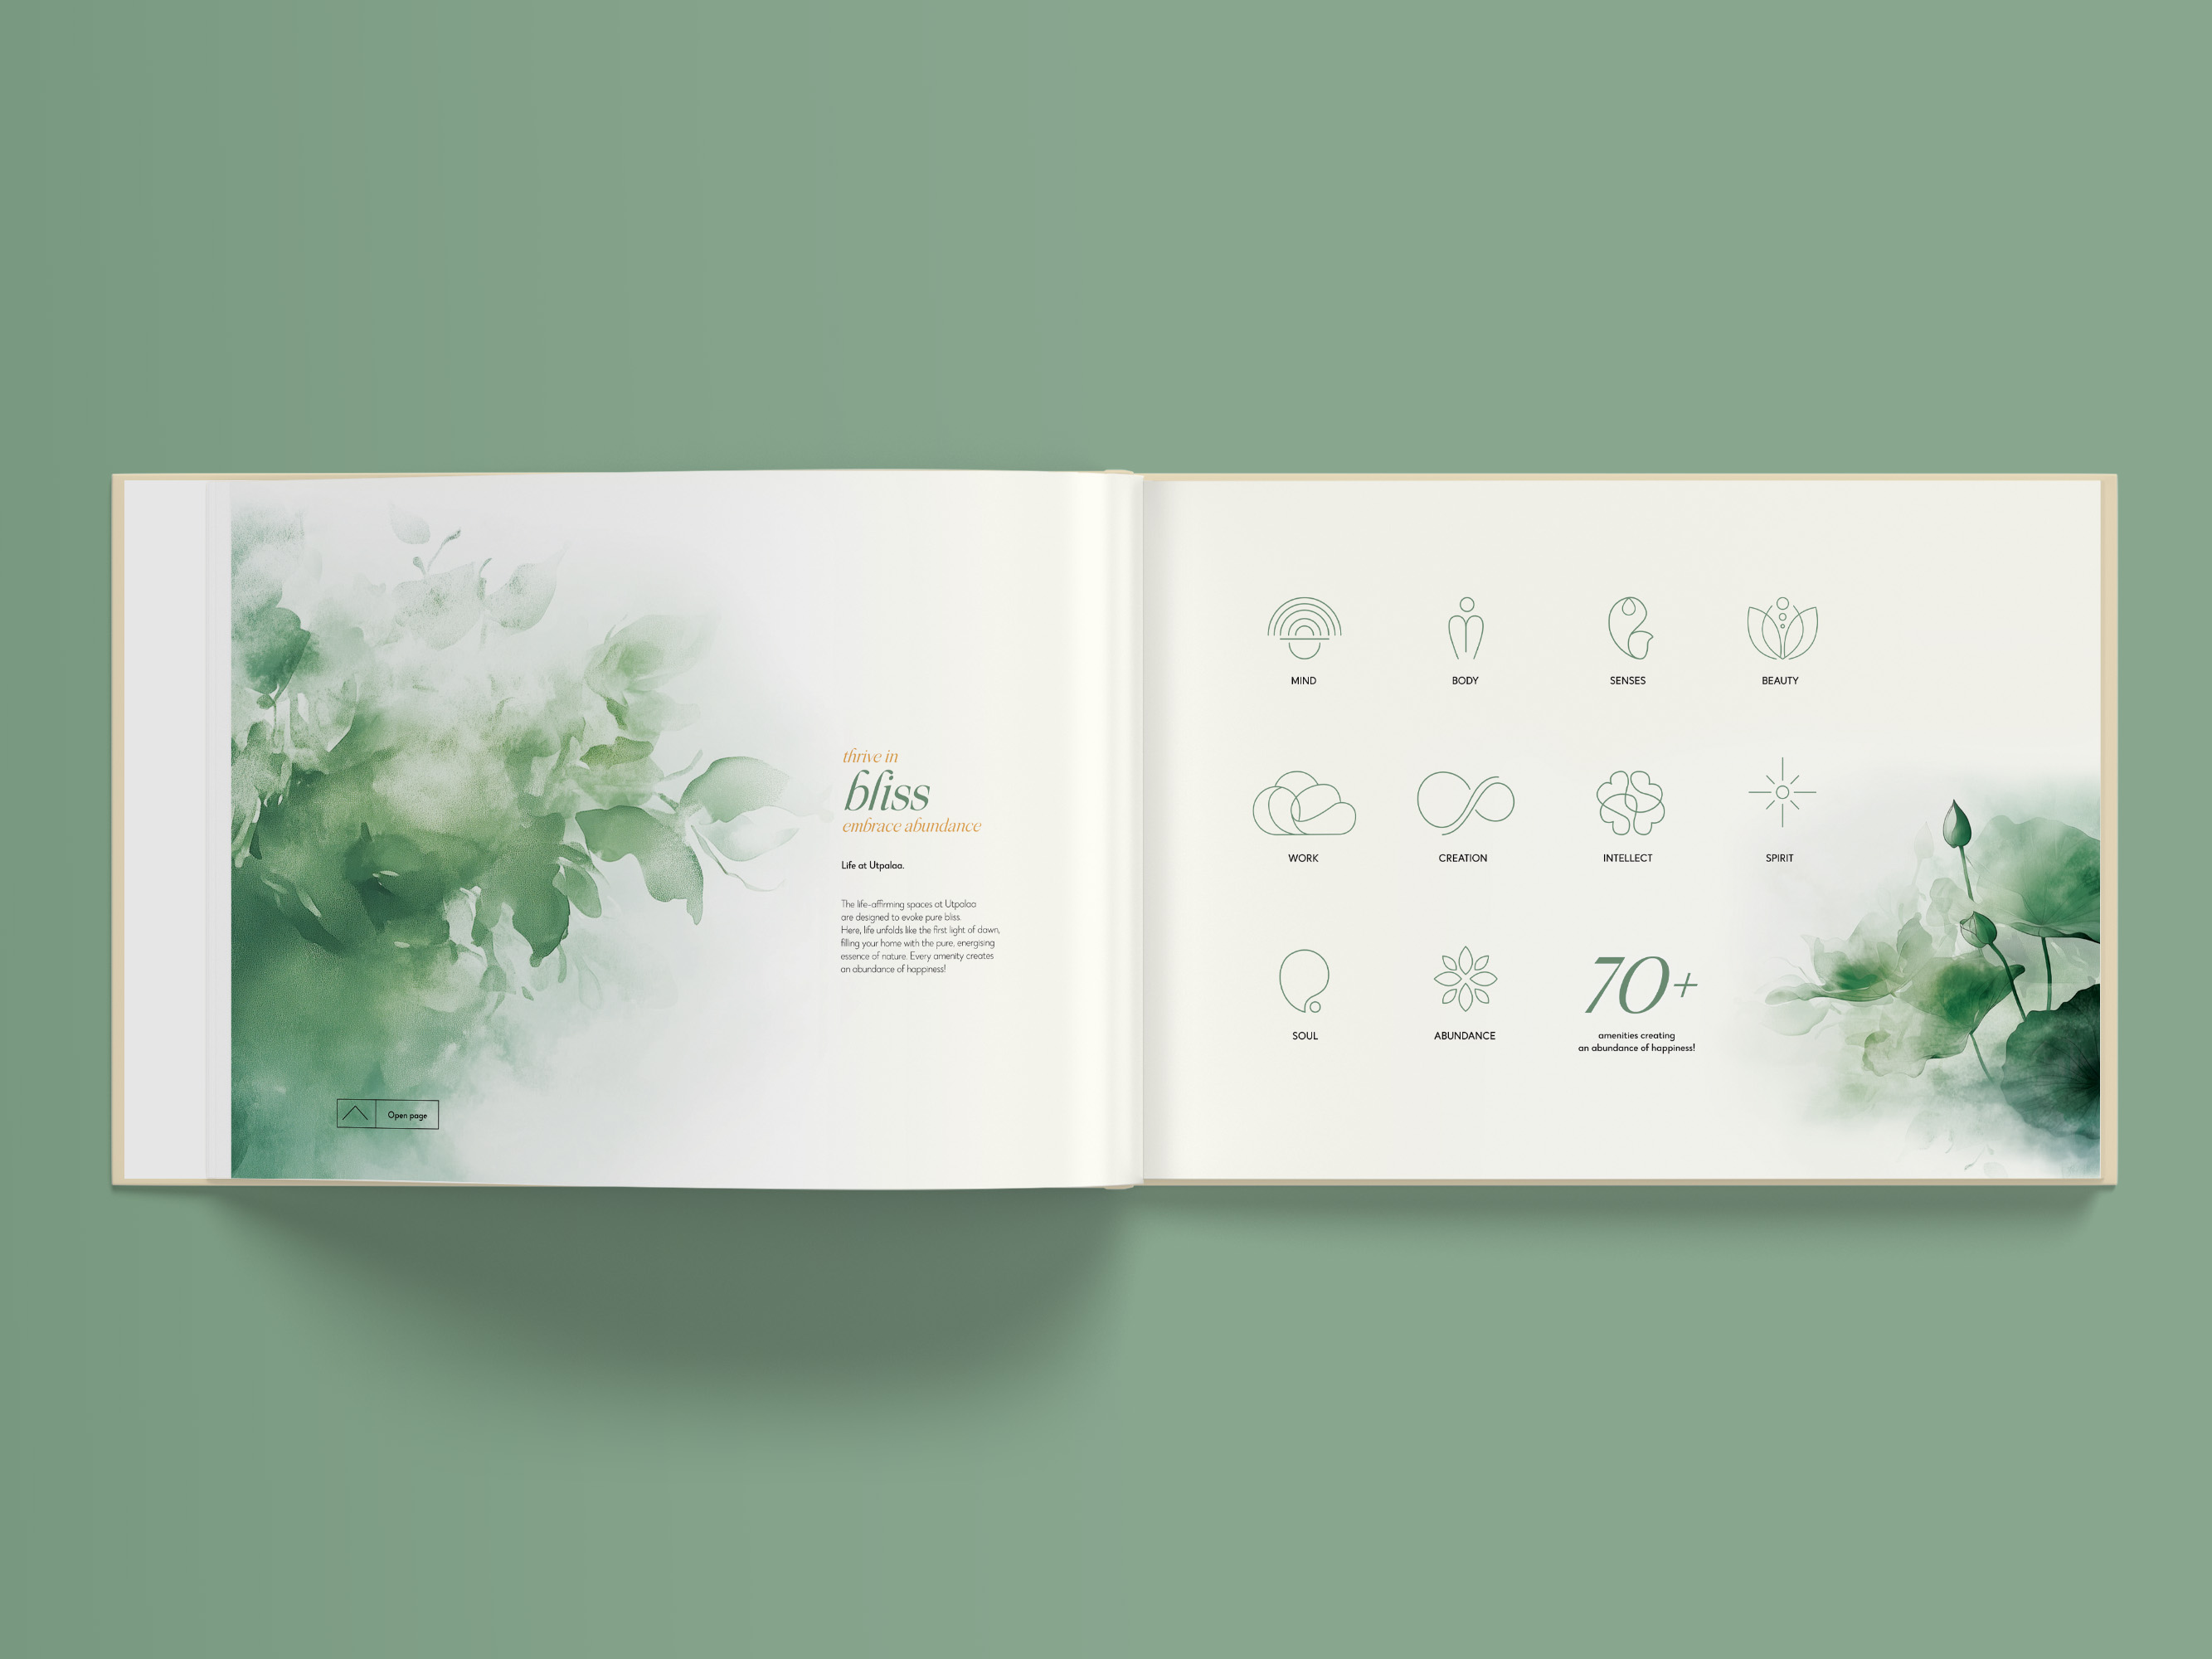 thrive in
bliss
embrace abundance
Life at Utpalaa.
The life-affirming spaces at Utpalaa
are designed to evoke pure bliss.
Here, life unfolds like the first light of dawn,
filling your home with the pure, energising
essence of nature. Every amenity creates
an abundance of happiness!
Open page
MIND
BODY
SENSES
BEAUTY
WORK
CREATION
INTELLECT
SPIRIT
SOUL
ABUNDANCE
70+
amenities creating
an abundance of happiness!